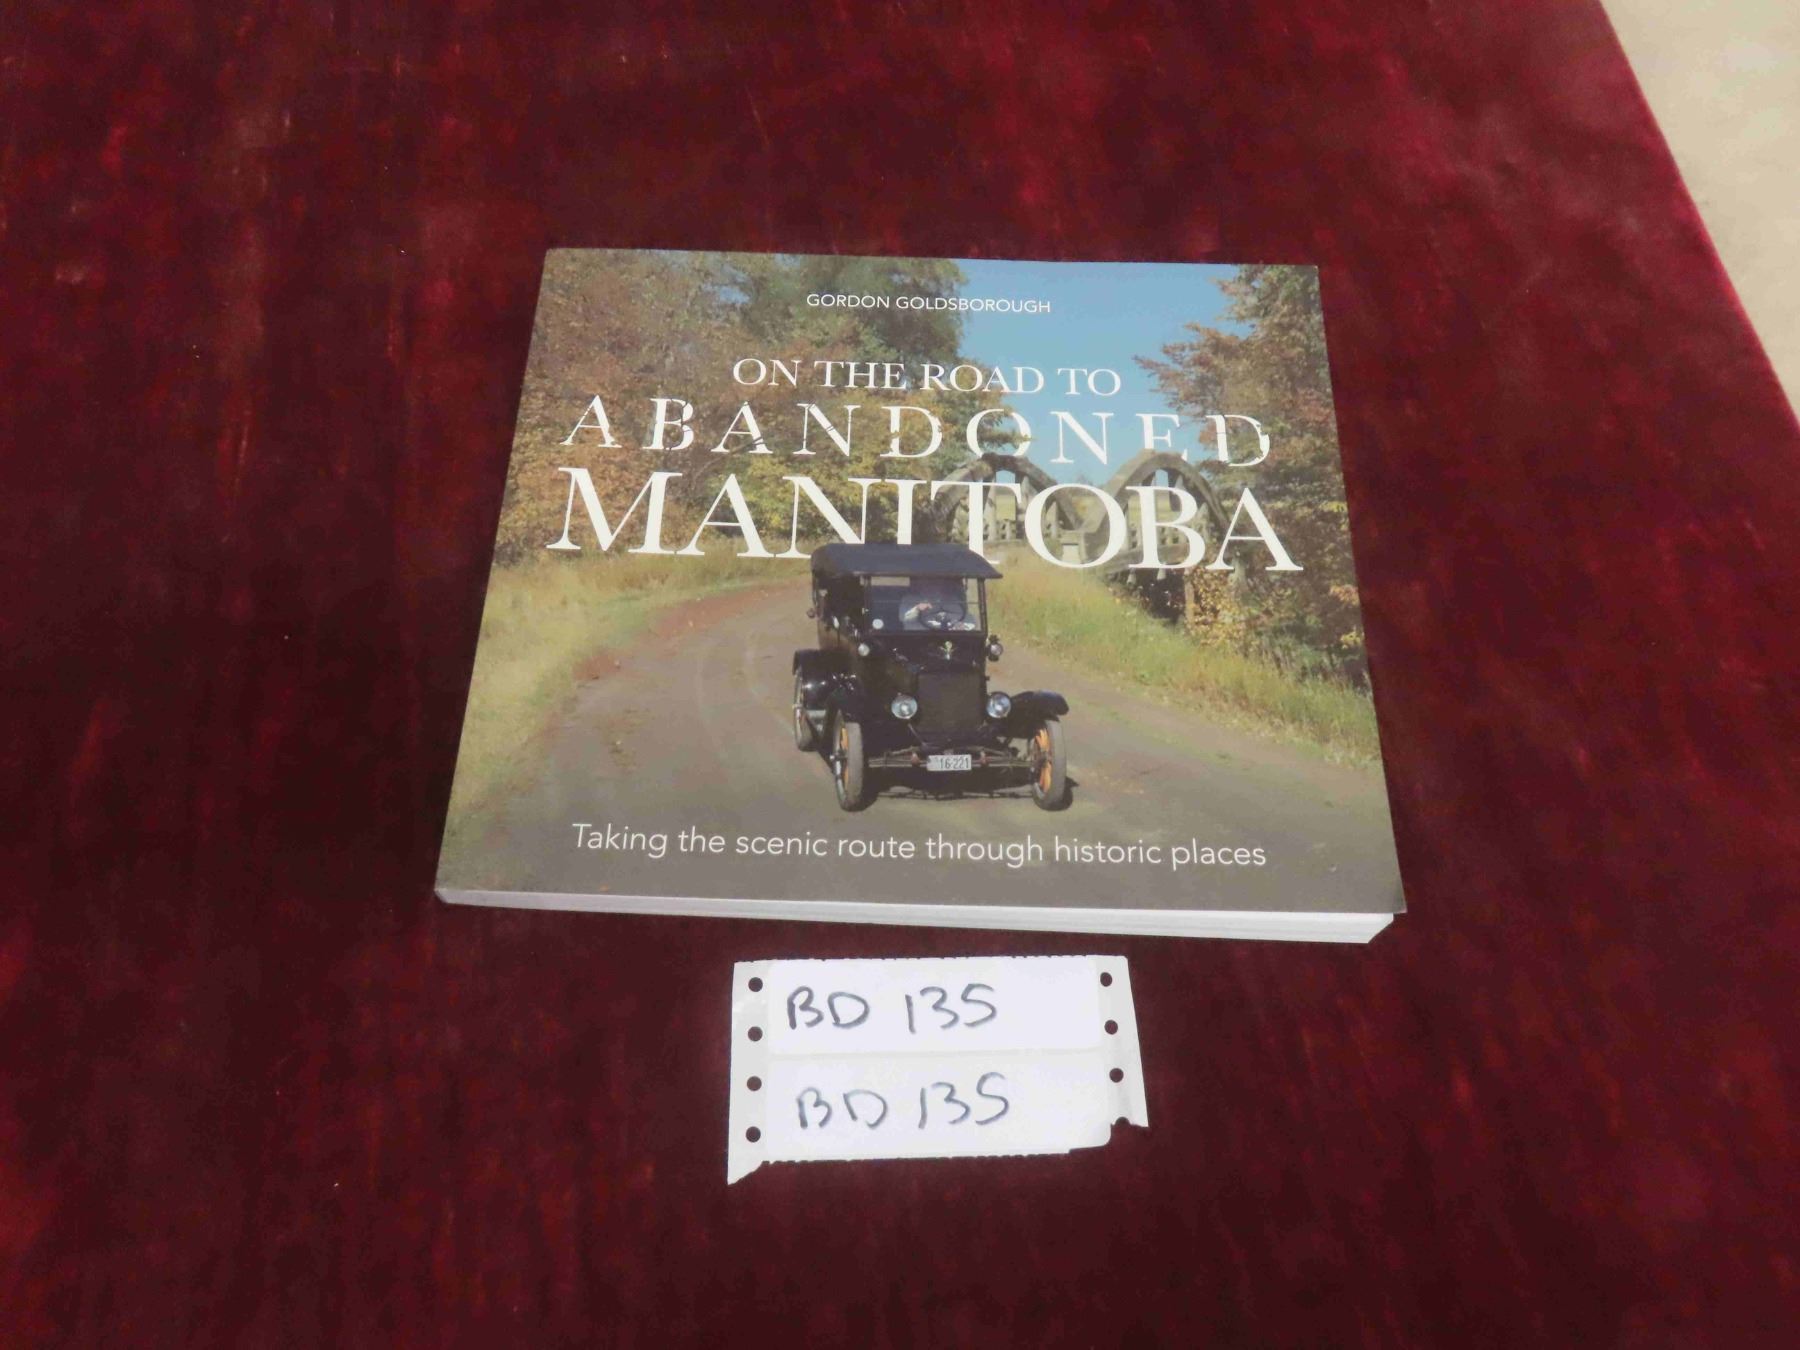 GORDON GOLDSBOROUGH
ON THE ROAD TO
ABANDONED
MANITOBA
16-221
Taking the scenic route through historic places
BD 135
BD 135